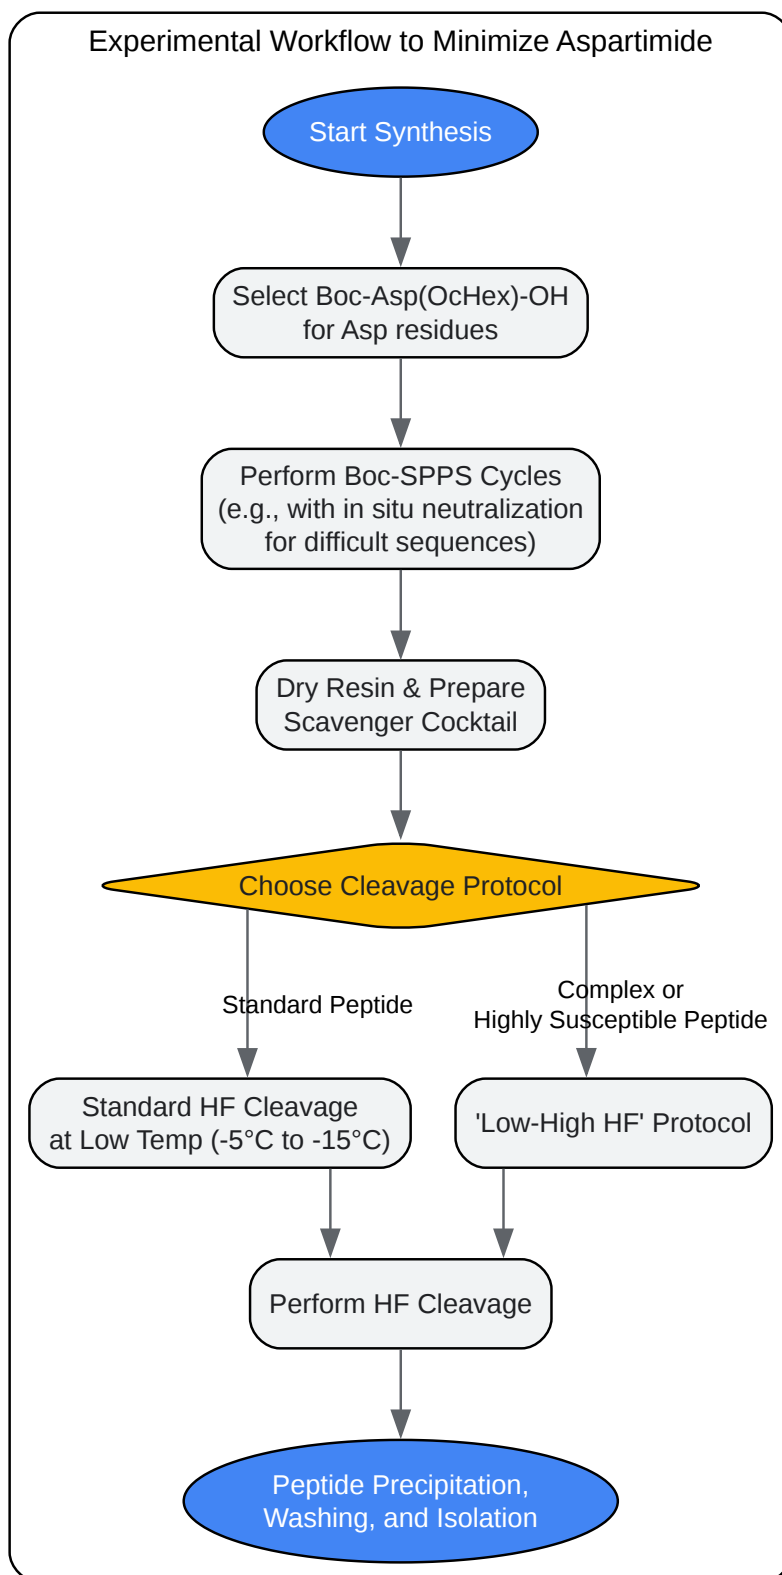 Experimental Workflow to Minimize Aspartimide
Start Synthesis
Select Boc-Asp(OcHex)-OH
for Asp residues
Perform Boc-SPPS Cycles
(e.g., with in situ neutralization
for difficult sequences)
Dry Resin & Prepare
Scavenger Cocktail
Choose Cleavage Protocol
Standard Peptide
Complex or
Highly Susceptible Peptide
Standard HF Cleavage
at Low Temp (-5°C to -15°C)
'Low-High HF' Protocol
Perform HF Cleavage
Peptide Precipitation,
Washing, and Isolation